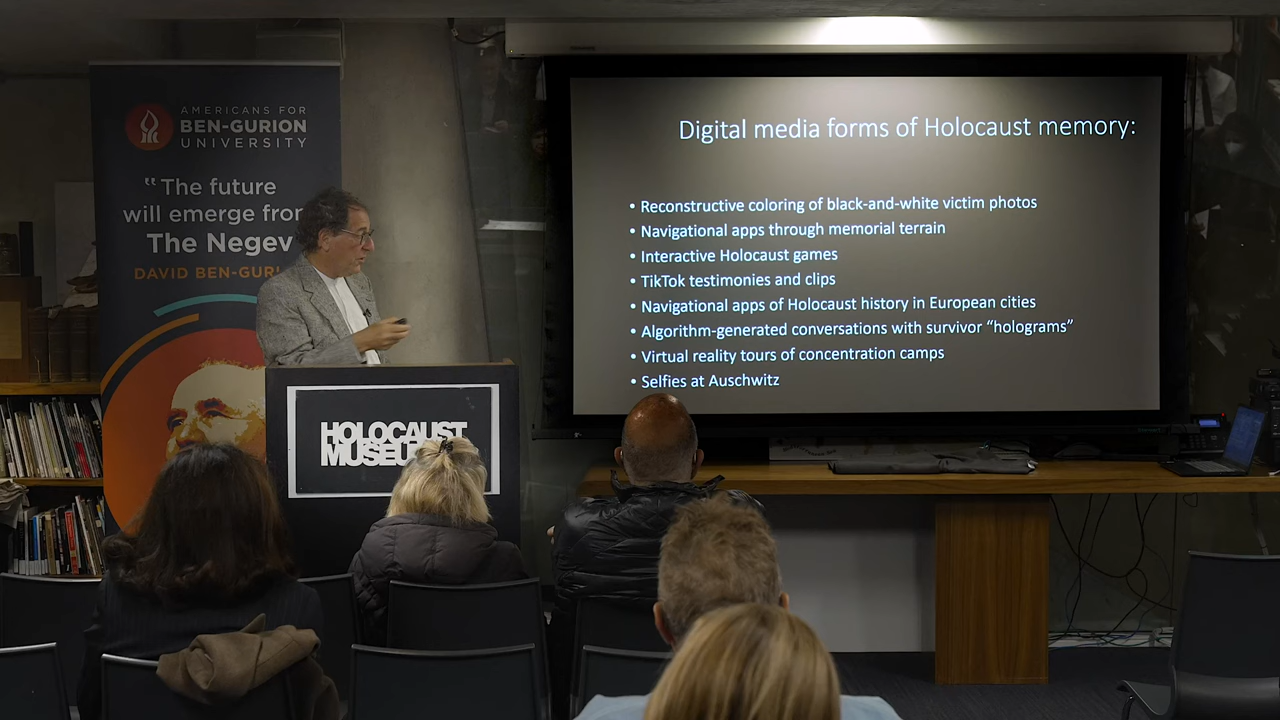 AMERICANS FOR
BEN-GURION
UNIVERSITY
“The future
will emerge from
The Negev
DAVID BEN-GURI
HOLOCAUST
MUSEU
Digital media forms of Holocaust memory:
• Reconstructive coloring of black-and-white victim photos
• Navigational apps through memorial terrain
• Interactive Holocaust games
• TikTok testimonies and clips
• Navigational apps of Holocaust history in European cities
• Algorithm-generated conversations with survivor “holograms”
• Virtual reality tours of concentration camps
• Selfies at Auschwitz